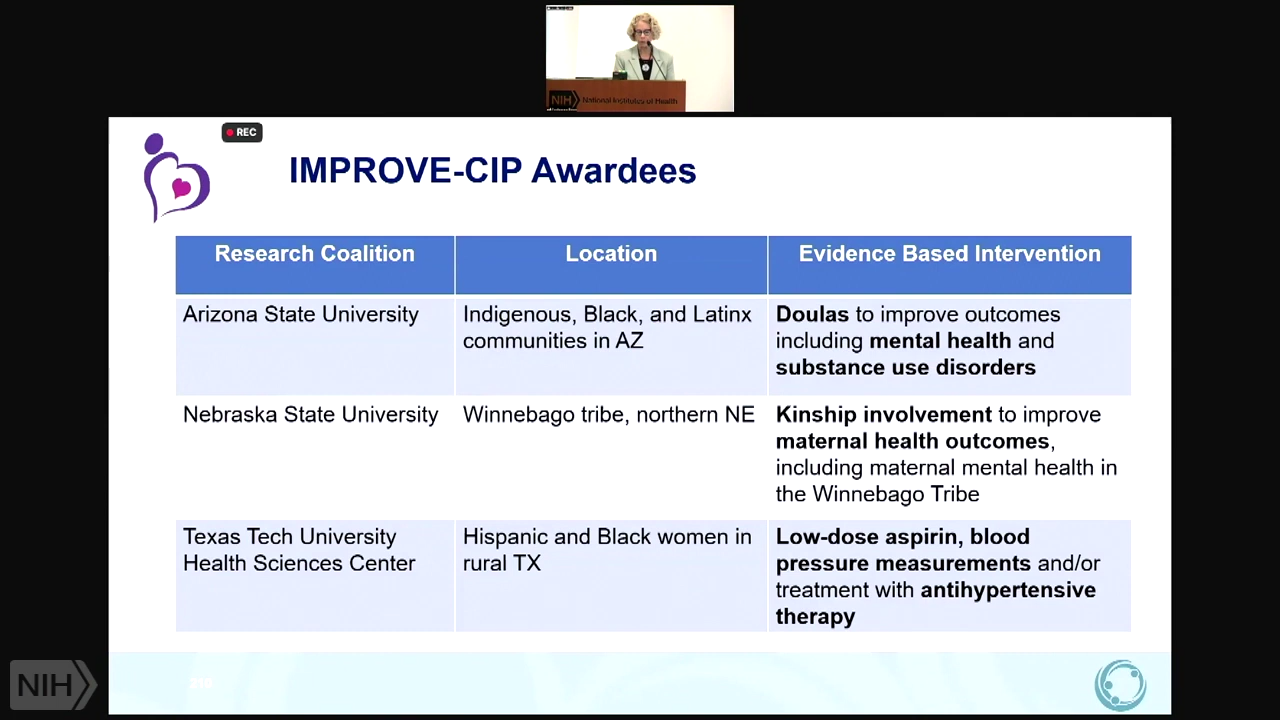 NIH National Institutes of Health
REC
IMPROVE-CIP Awardees
Research Coalition
Location
Evidence Based Intervention
Arizona State University
Indigenous, Black, and Latinx
communities in AZ
Doulas to improve outcomes
including mental health and
substance use disorders
Nebraska State University
Winnebago tribe, northern NE
Kinship involvement to improve
maternal health outcomes,
including maternal mental health in
the Winnebago Tribe
Texas Tech University
Health Sciences Center
Hispanic and Black women in
rural TX
Low-dose aspirin, blood
pressure measurements and/or
treatment with antihypertensive
therapy
NIH